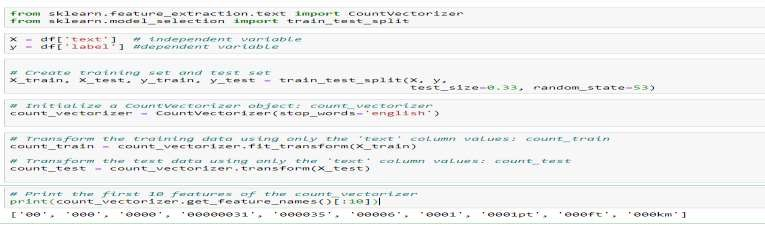 from sklearn.feature_extraction.text import CountVectorizer
from sklearn.model_selection import train_test_split
X = df['text']  # independent variable
y = df['label'] #dependent variable
# Create training set and test set
X_train, X_test, y_train, y_test = train_test_split(X, y,
test_size=0.33, random_state=53)
# Initialize a CountVectorizer object: count_vectorizer
count_vectorizer = CountVectorizer(stop_words='english')
# Transform the training data using only the 'text' column values: count_train
count_train = count_vectorizer.fit_transform(X_train)
# Transform the test data using only the 'text' column values: count_test
count_test = count_vectorizer.transform(X_test)
# Print the first 10 features of the count_vectorizer
print(count_vectorizer.get_feature_names()[:10])
['00', '000', '0000', '00000031', '000035', '00006', '0001', '0001pt', '000ft', '000km']